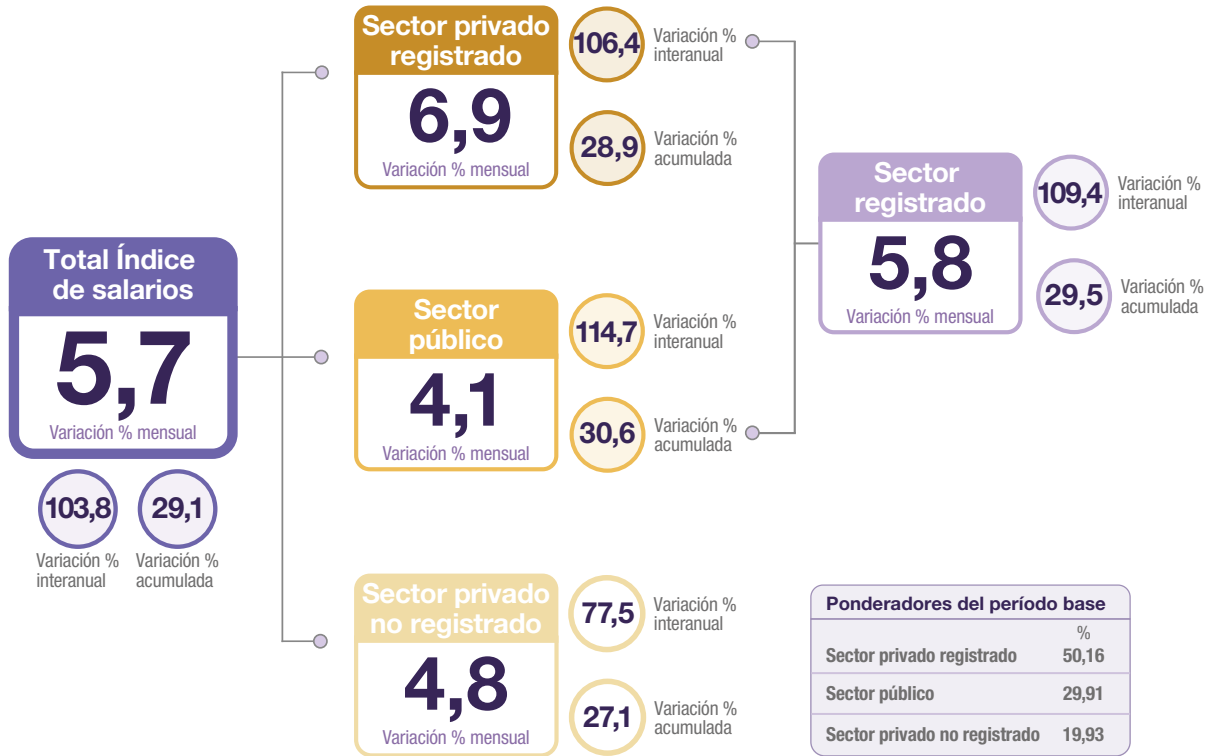 Total Índice
de salarios
5,7
Variación % mensual
103,8
Variación %
interanual
29,1
Variación %
acumulada
Sector privado
registrado
6,9
Variación % mensual
106,4
Variación %
interanual
28,9
Variación %
acumulada
Sector
público
4,1
Variación % mensual
114,7
Variación %
interanual
30,6
Variación %
acumulada
Sector privado
no registrado
4,8
Variación % mensual
77,5
Variación %
interanual
27,1
Variación %
acumulada
Sector
registrado
5,8
Variación % mensual
109,4
Variación %
interanual
29,5
Variación %
acumulada
Ponderadores del período base
%
Sector privado registrado 50,16
Sector público 29,91
Sector privado no registrado 19,93